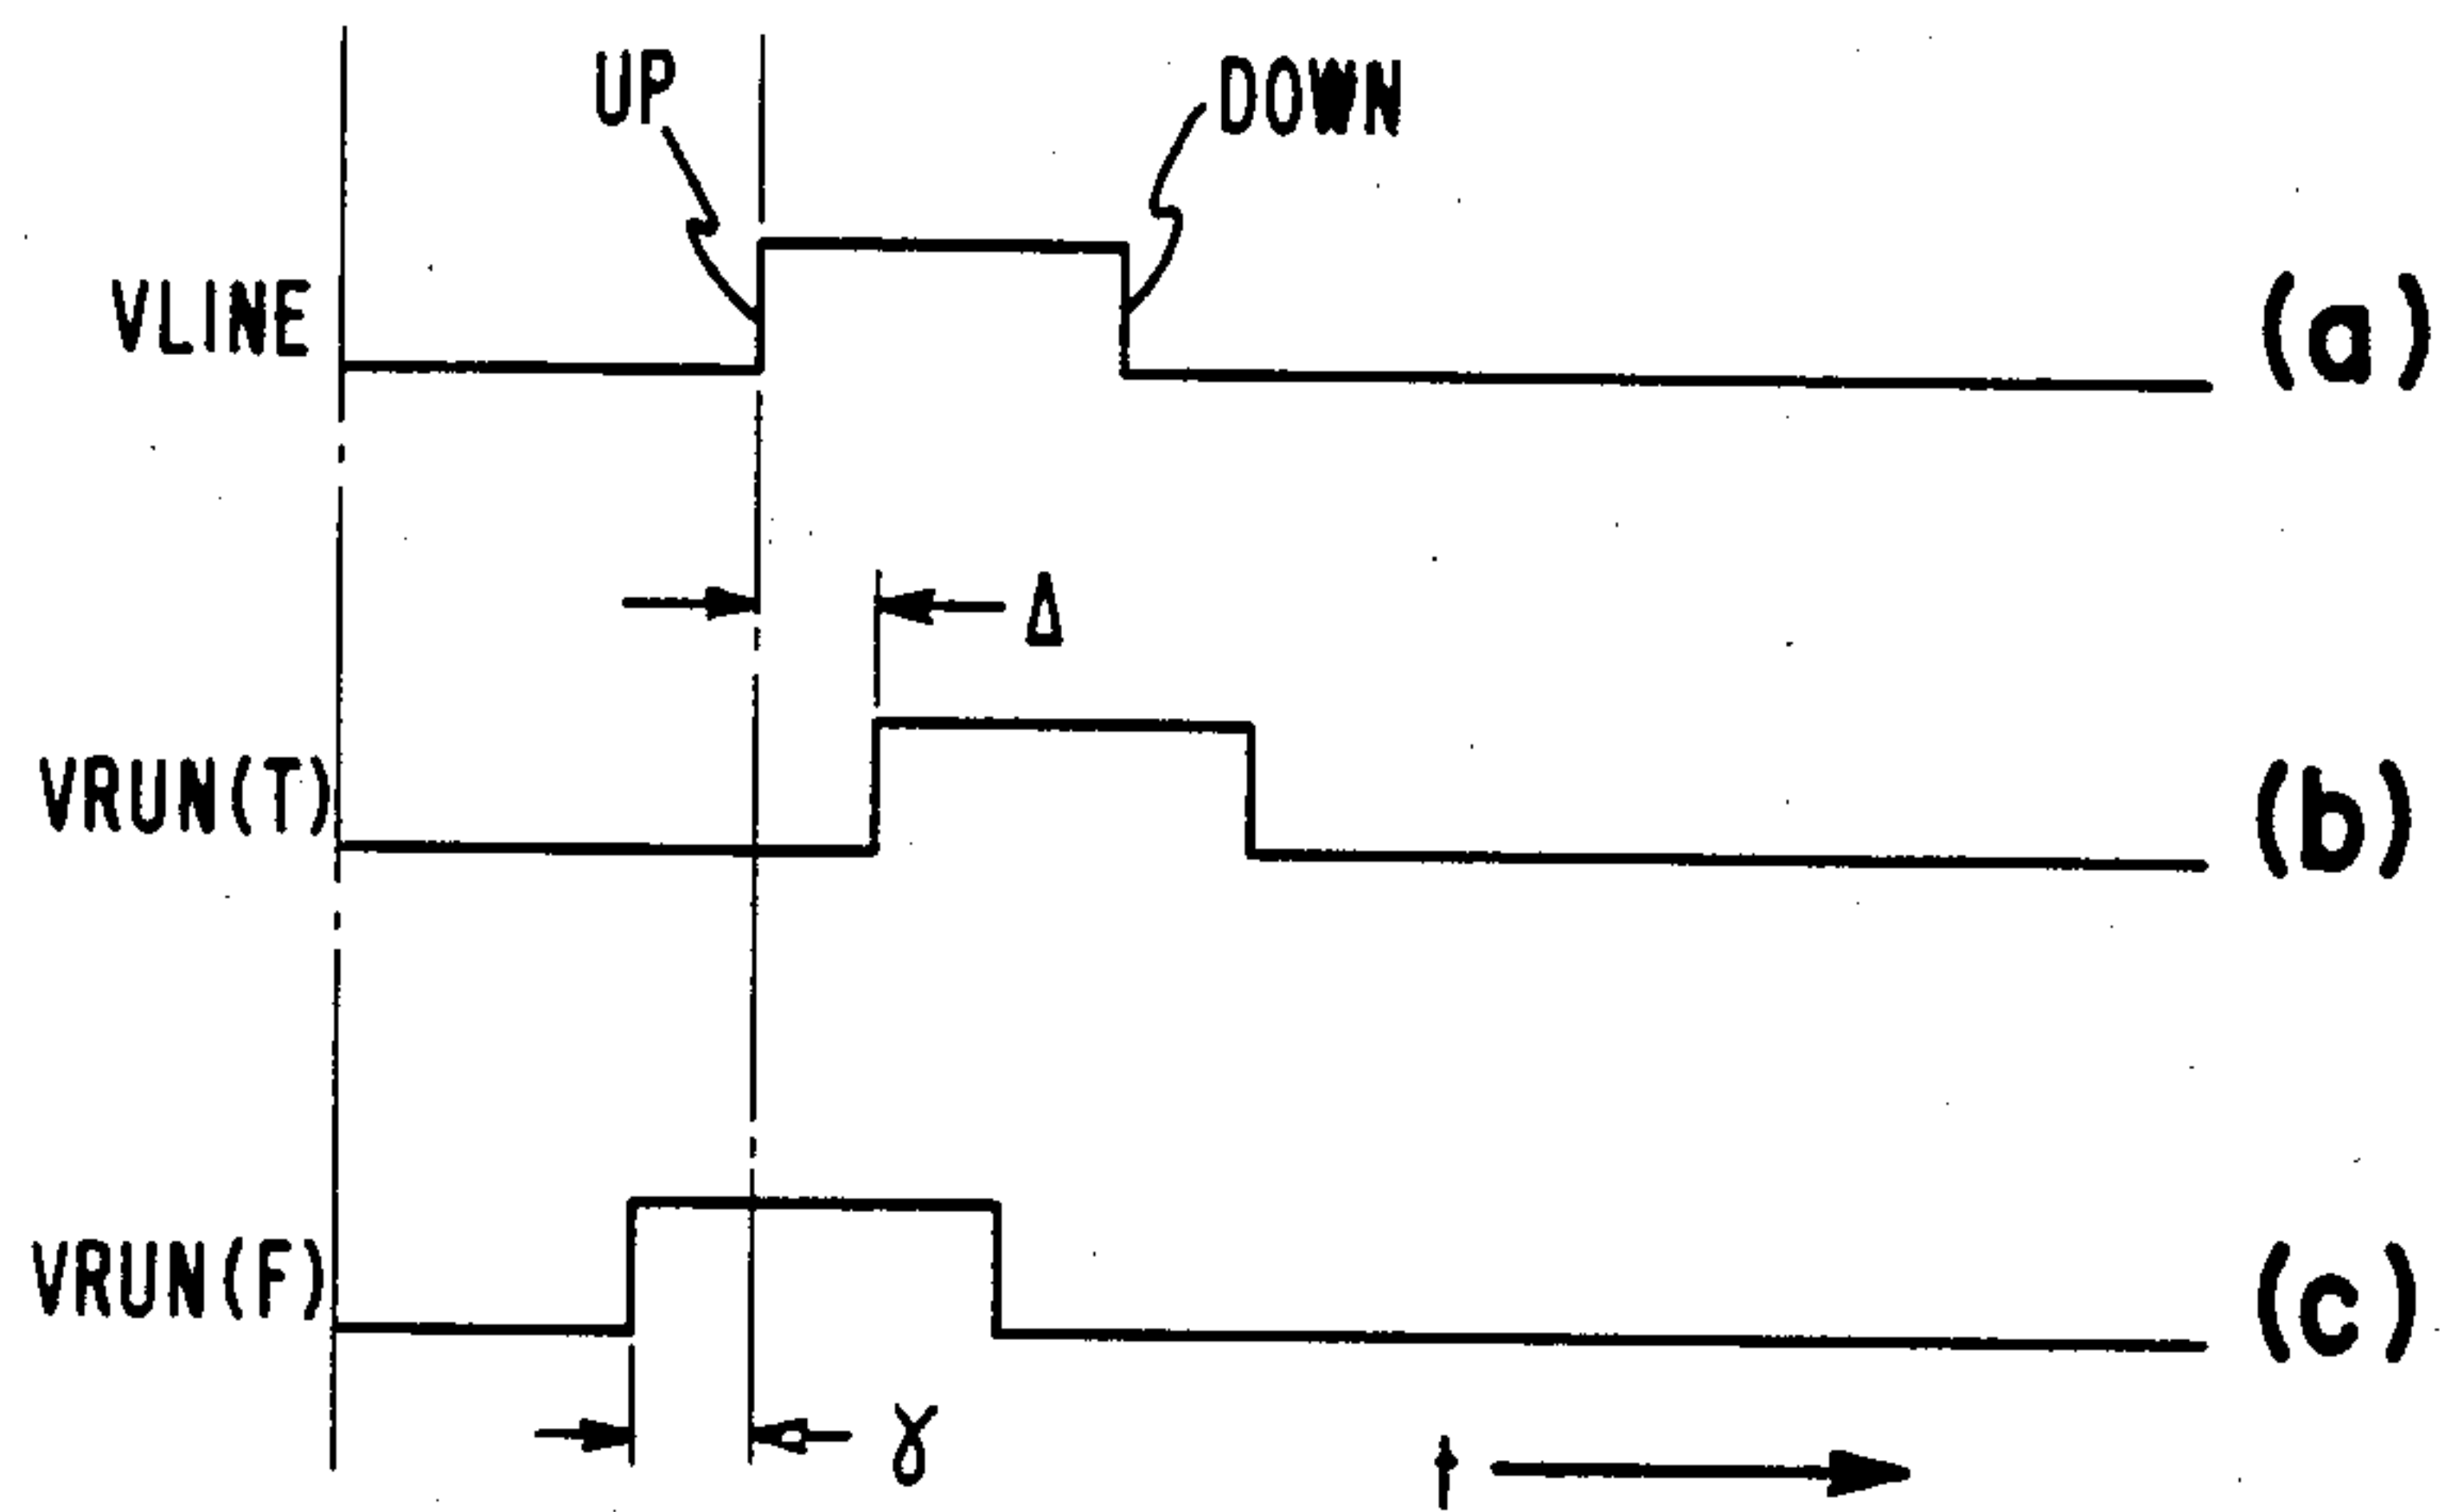 UP
DOWN
VLINE
(a)
Δ
VRUN(T)
(b)
VRUN(F)
(c)
γ
t